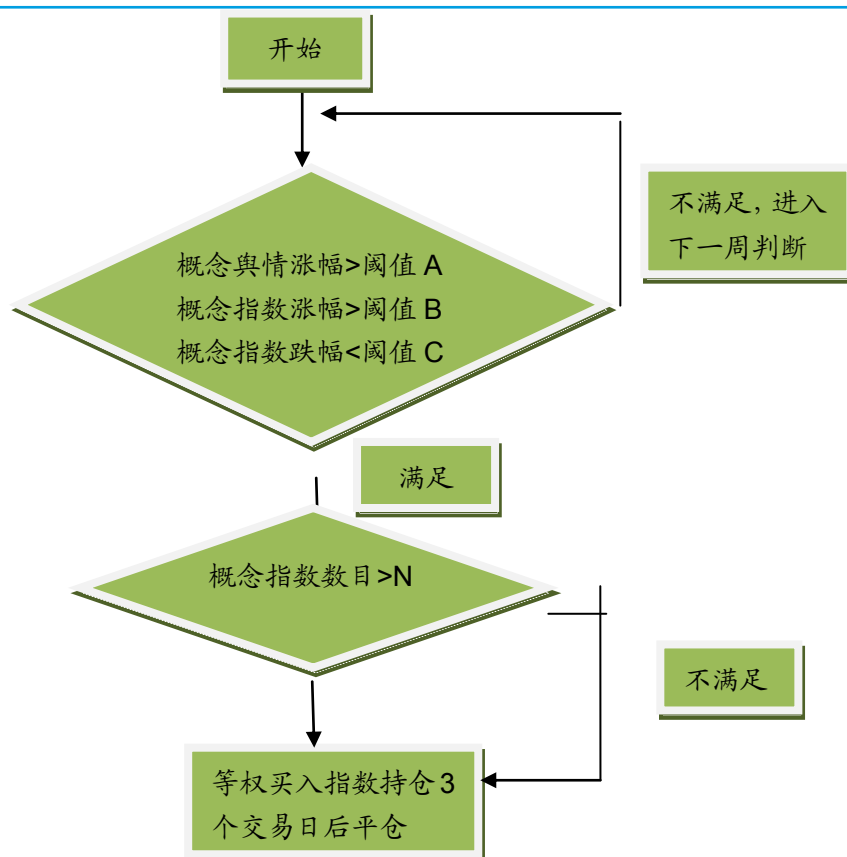 开始
不满足，进入
下一周判断
概念舆情涨幅>阈值 A
概念指数涨幅>阈值 B
概念指数跌幅<阈值 C
满足
概念指数数目>N
不满足
等权买入指数持仓 3
个交易日后平仓